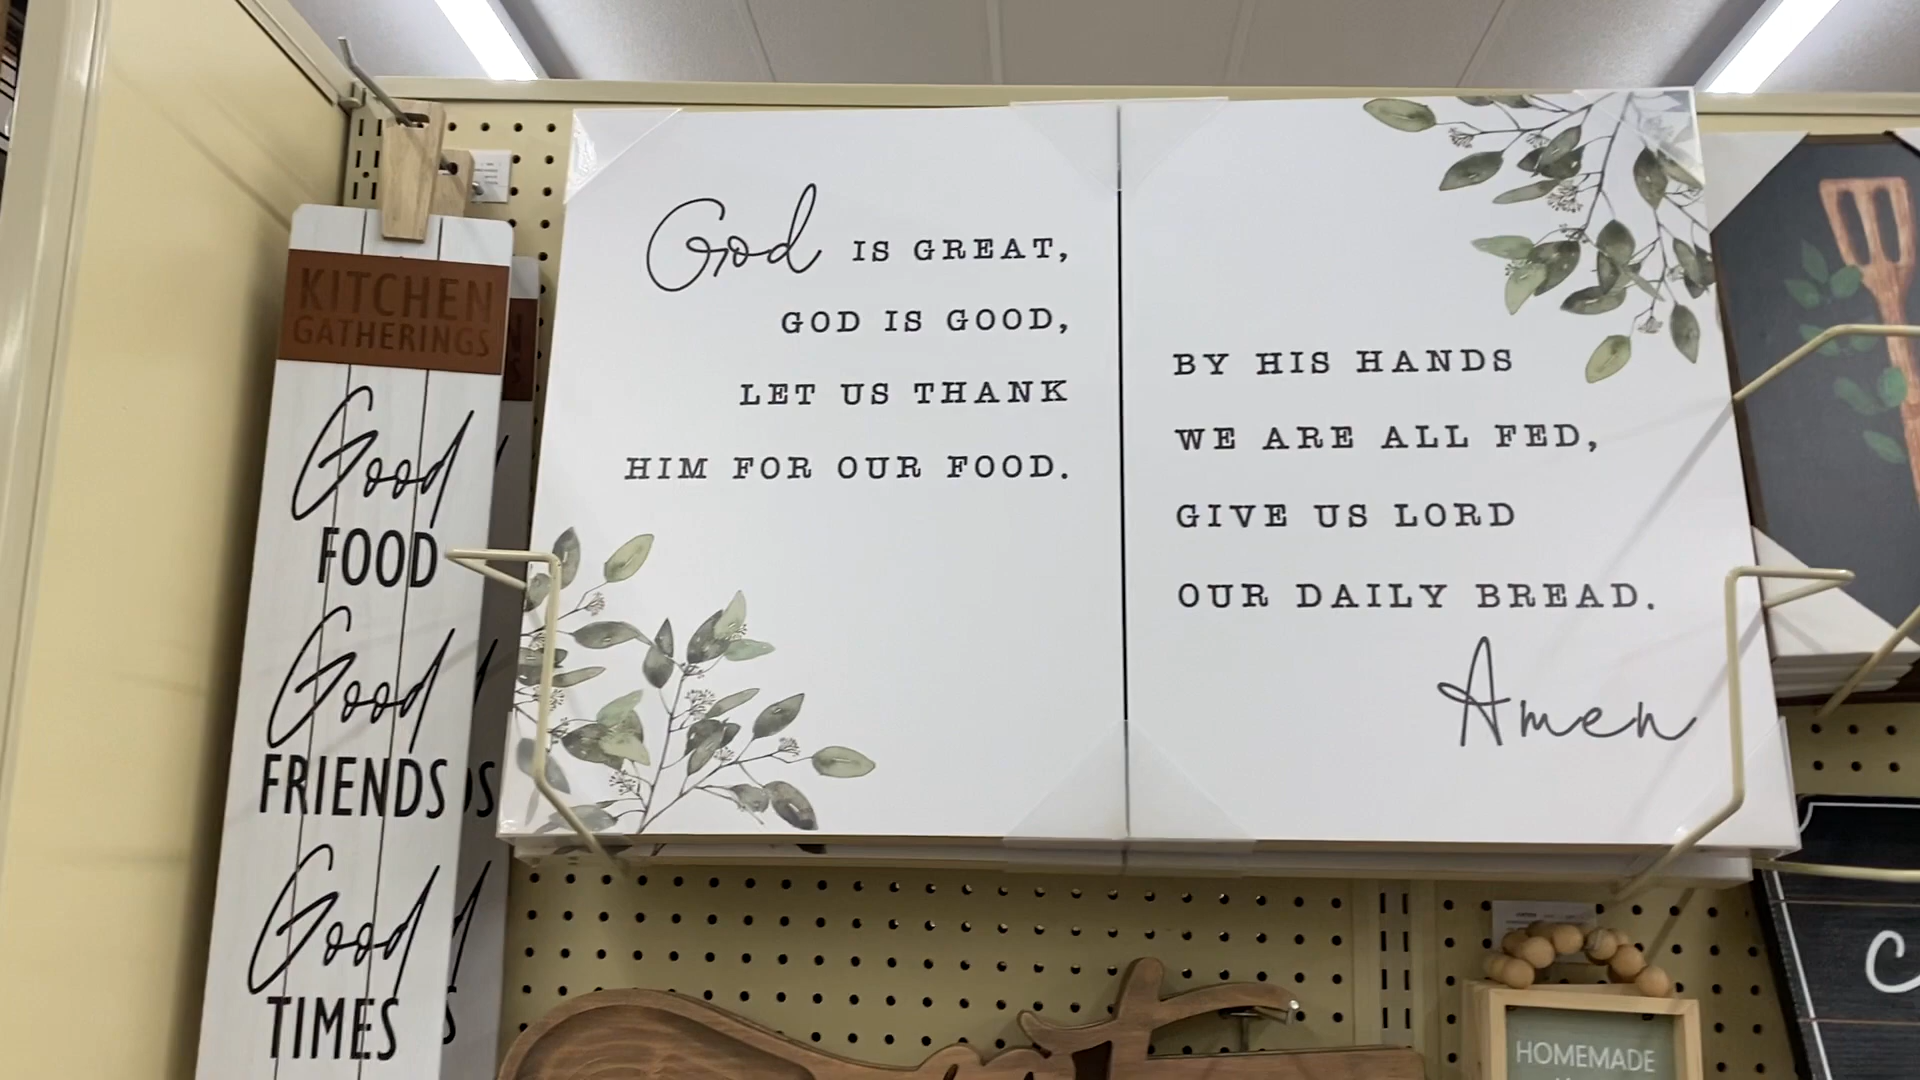 KITCHEN
GATHERINGS
Good
FOOD
Good
FRIENDS
Good
TIMES
God IS GREAT,
GOD IS GOOD,
LET US THANK
HIM FOR OUR FOOD.
BY HIS HANDS
WE ARE ALL FED,
GIVE US LORD
OUR DAILY BREAD.
Amen
HOMEMADE